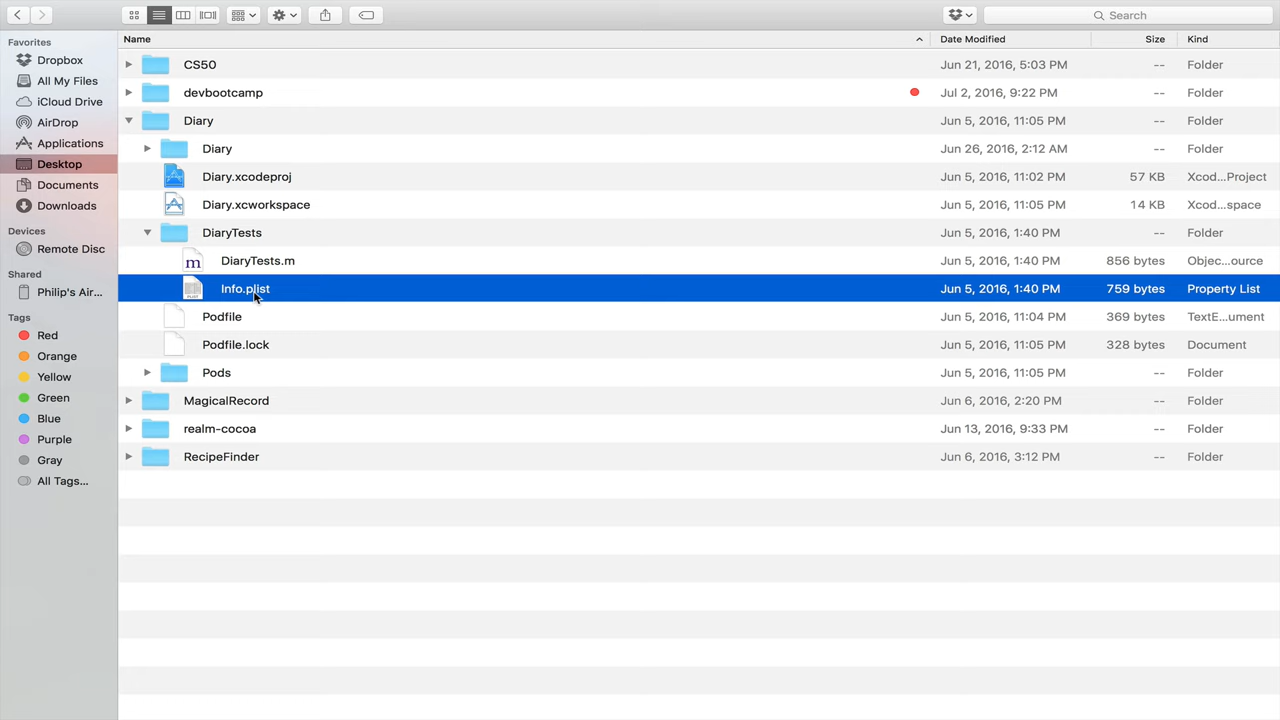 Search
Favorites
Dropbox
All My Files
iCloud Drive
AirDrop
Applications
Desktop
Documents
Downloads
Devices
Remote Disc
Shared
Philip's Air...
Tags
Red
Orange
Yellow
Green
Blue
Purple
Gray
All Tags...
Name Date Modified Size Kind
CS50 Jun 21, 2016, 5:03 PM -- Folder
devbootcamp Jul 2, 2016, 9:22 PM -- Folder
Diary Jun 5, 2016, 11:05 PM -- Folder
Diary Jun 26, 2016, 2:12 AM -- Folder
Diary.xcodeproj Jun 5, 2016, 11:02 PM 57 KB Xcod...Project
Diary.xcworkspace Jun 5, 2016, 11:05 PM 14 KB Xcod...space
DiaryTests Jun 5, 2016, 1:40 PM -- Folder
m DiaryTests.m Jun 5, 2016, 1:40 PM 856 bytes Objec...ource
PLIST Info.plist Jun 5, 2016, 1:40 PM 759 bytes Property List
Podfile Jun 5, 2016, 11:04 PM 369 bytes TextE...ument
Podfile.lock Jun 5, 2016, 11:05 PM 328 bytes Document
Pods Jun 5, 2016, 11:05 PM -- Folder
MagicalRecord Jun 6, 2016, 2:20 PM -- Folder
realm-cocoa Jun 13, 2016, 9:33 PM -- Folder
RecipeFinder Jun 6, 2016, 3:12 PM -- Folder